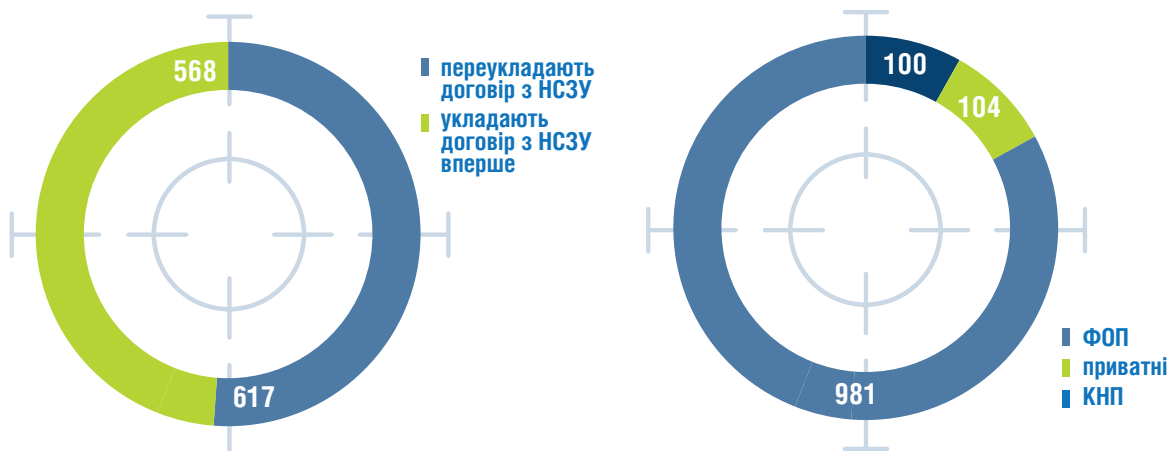 568
617
переукладають
договір з НСЗУ
укладають
договір з НСЗУ
вперше
100
104
981
ФОП
приватні
КНП